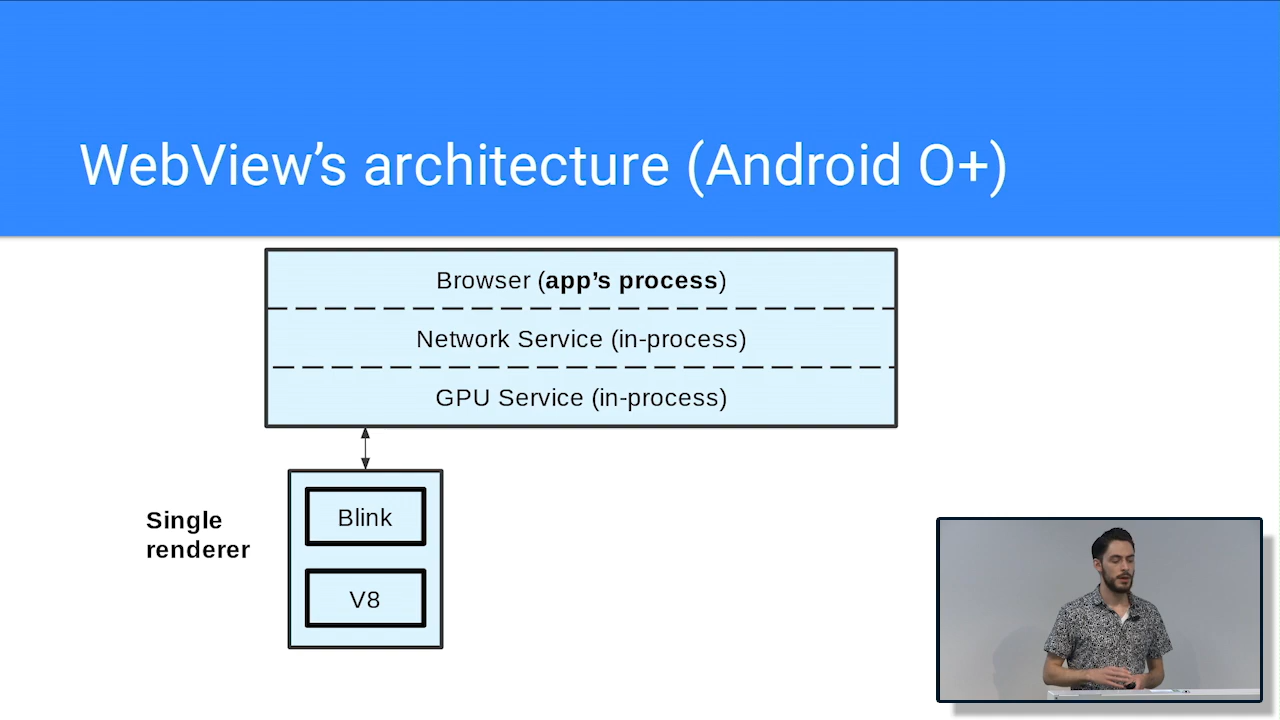 WebView’s architecture (Android O+)
Browser (app’s process)
Network Service (in-process)
GPU Service (in-process)
Single
renderer
Blink
V8